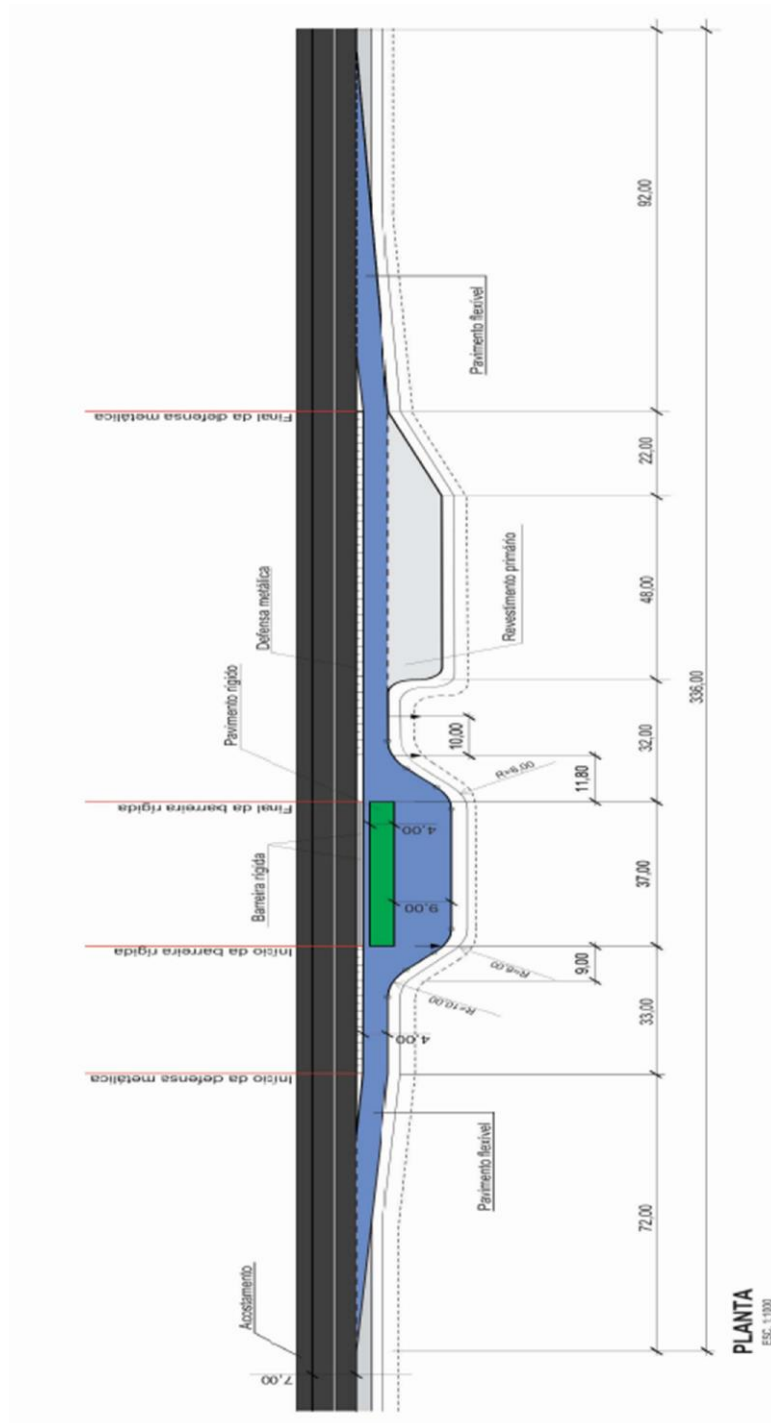 92,00
Pavimento flexível
Final da defensa metálica
22,00
Defensa metálica
Revestimento primário
48,00
336,00
Pavimento rígido
10,00
32,00
R=6,00
11,80
Final da barreira rígida
Barreira rígida
4,00
9,00
37,00
Início da barreira rígida
R=6,00
9,00
R=10,00
33,00
4,00
Início da defensa metálica
Pavimento flexível
72,00
Acostamento
7,00
PLANTA
ESC. 1:1000